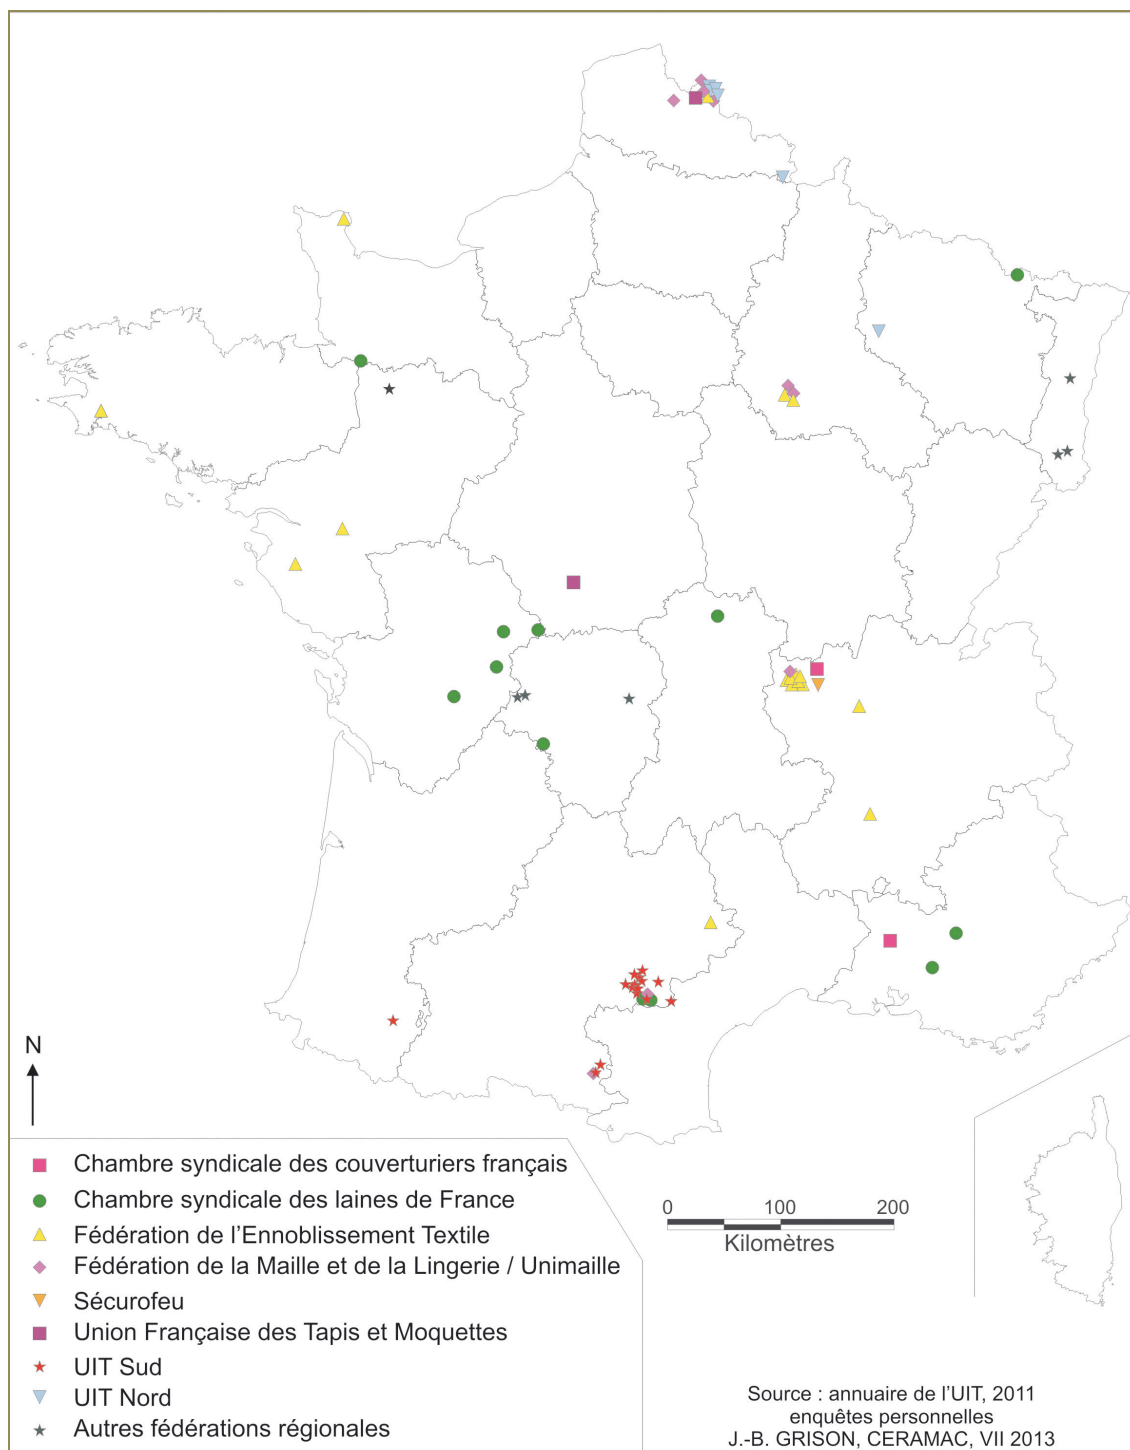 N
Chambre syndicale des couverturiers français
Chambre syndicale des laines de France
Fédération de l’Ennoblissement Textile
Fédération de la Maille et de la Lingerie / Unimaille
Sécurofeu
Union Française des Tapis et Moquettes
UIT Sud
UIT Nord
Autres fédérations régionales
0 100 200
Kilomètres
Source : annuaire de l’UIT, 2011
enquêtes personnelles
J.-B. GRISON, CERAMAC, VII 2013